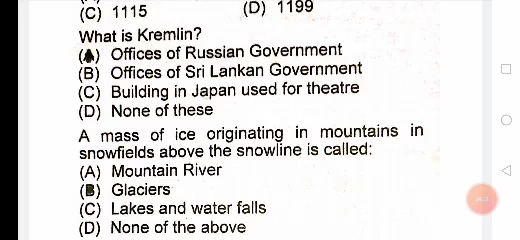 (C) 1115 (D) 1199
What is Kremlin?
(A) Offices of Russian Government
(B) Offices of Sri Lankan Government
(C) Building in Japan used for theatre
(D) None of these
A mass of ice originating in mountains in
snowfields above the snowline is called:
(A) Mountain River
(B) Glaciers
(C) Lakes and water falls
(D) None of the above